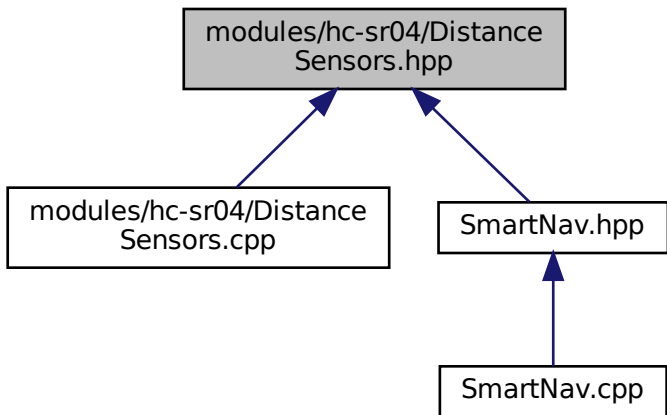 modules/hc-sr04/Distance
Sensors.hpp
modules/hc-sr04/Distance
Sensors.cpp
SmartNav.hpp
SmartNav.cpp